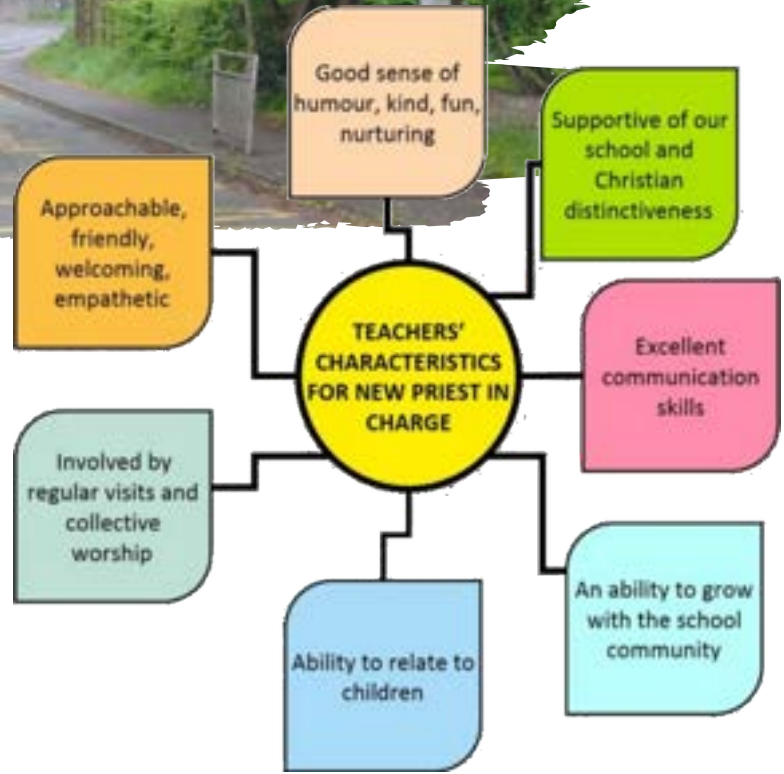 TEACHERS'
CHARACTERISTICS
FOR NEW PRIEST IN
CHARGE
Good sense of
humour, kind, fun,
nurturing
Supportive of our
school and
Christian
distinctiveness
Excellent
communication
skills
An ability to grow
with the school
community
Ability to relate to
children
Involved by
regular visits and
collective
worship
Approachable,
friendly,
welcoming,
empathetic